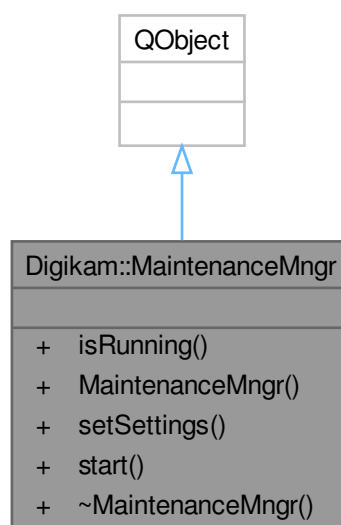 QObject
Digikam::MaintenanceMngr
+ isRunning()
+ MaintenanceMngr()
+ setSettings()
+ start()
+ ~MaintenanceMngr()